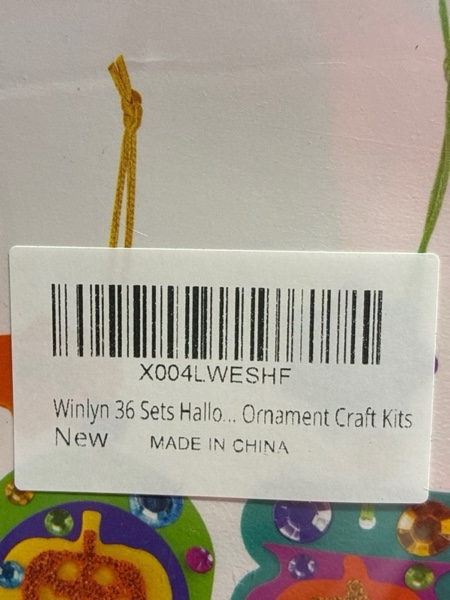 X004LWESHF
Winlyn 36 Sets Hallo... Ornament Craft Kits
New MADE IN CHINA